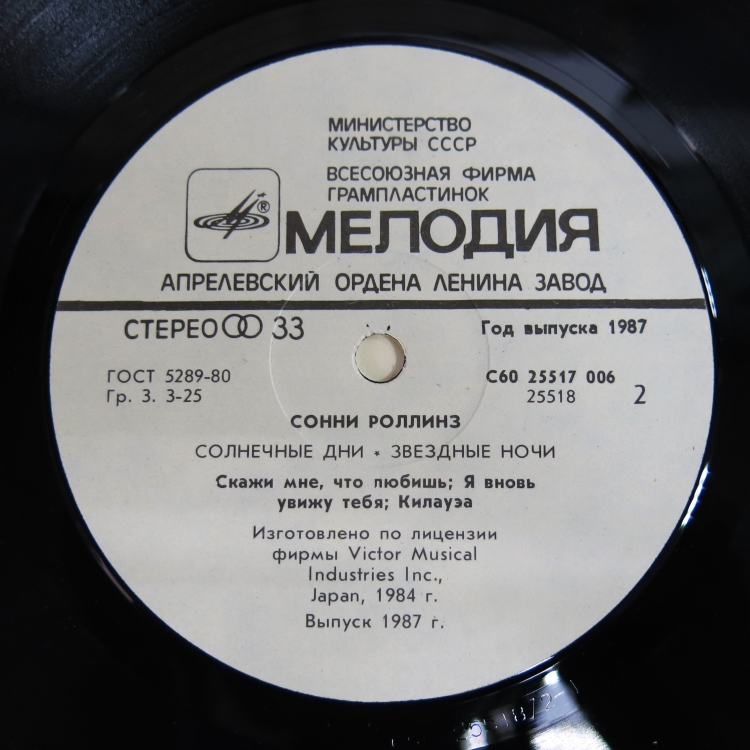 МИНИСТЕРСТВО
КУЛЬТУРЫ СССР
ВСЕСОЮЗНАЯ ФИРМА
ГРАМПЛАСТИНОК
®
МЕЛОДИЯ
АПРЕЛЕВСКИЙ ОРДЕНА ЛЕНИНА ЗАВОД
СТЕРЕО 33
Год выпуска 1987
ГОСТ 5289-80
Гр. 3. 3-25
С60 25517 006
25518 2
СОННИ РОЛЛИНЗ
СОЛНЕЧНЫЕ ДНИ * ЗВЕЗДНЫЕ НОЧИ
Скажи мне, что любишь; Я вновь
увижу тебя; Килауэа
Изготовлено по лицензии
фирмы Victor Musical
Industries Inc.,
Japan, 1984 г.
Выпуск 1987 г.